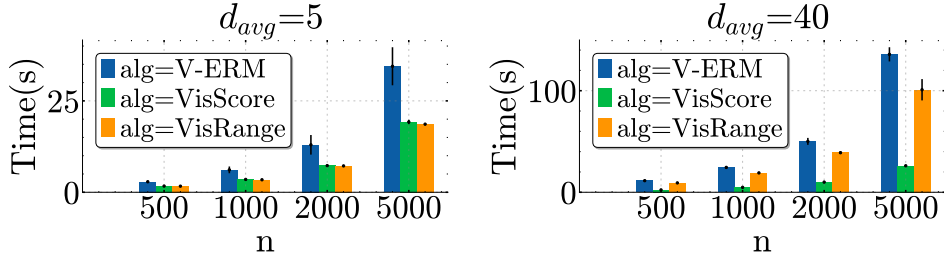 d_avg=5
Time(s)
25
0
alg=V-ERM
alg=VisScore
alg=VisRange
500 1000 2000 5000
n
d_avg=40
Time(s)
100
0
alg=V-ERM
alg=VisScore
alg=VisRange
500 1000 2000 5000
n